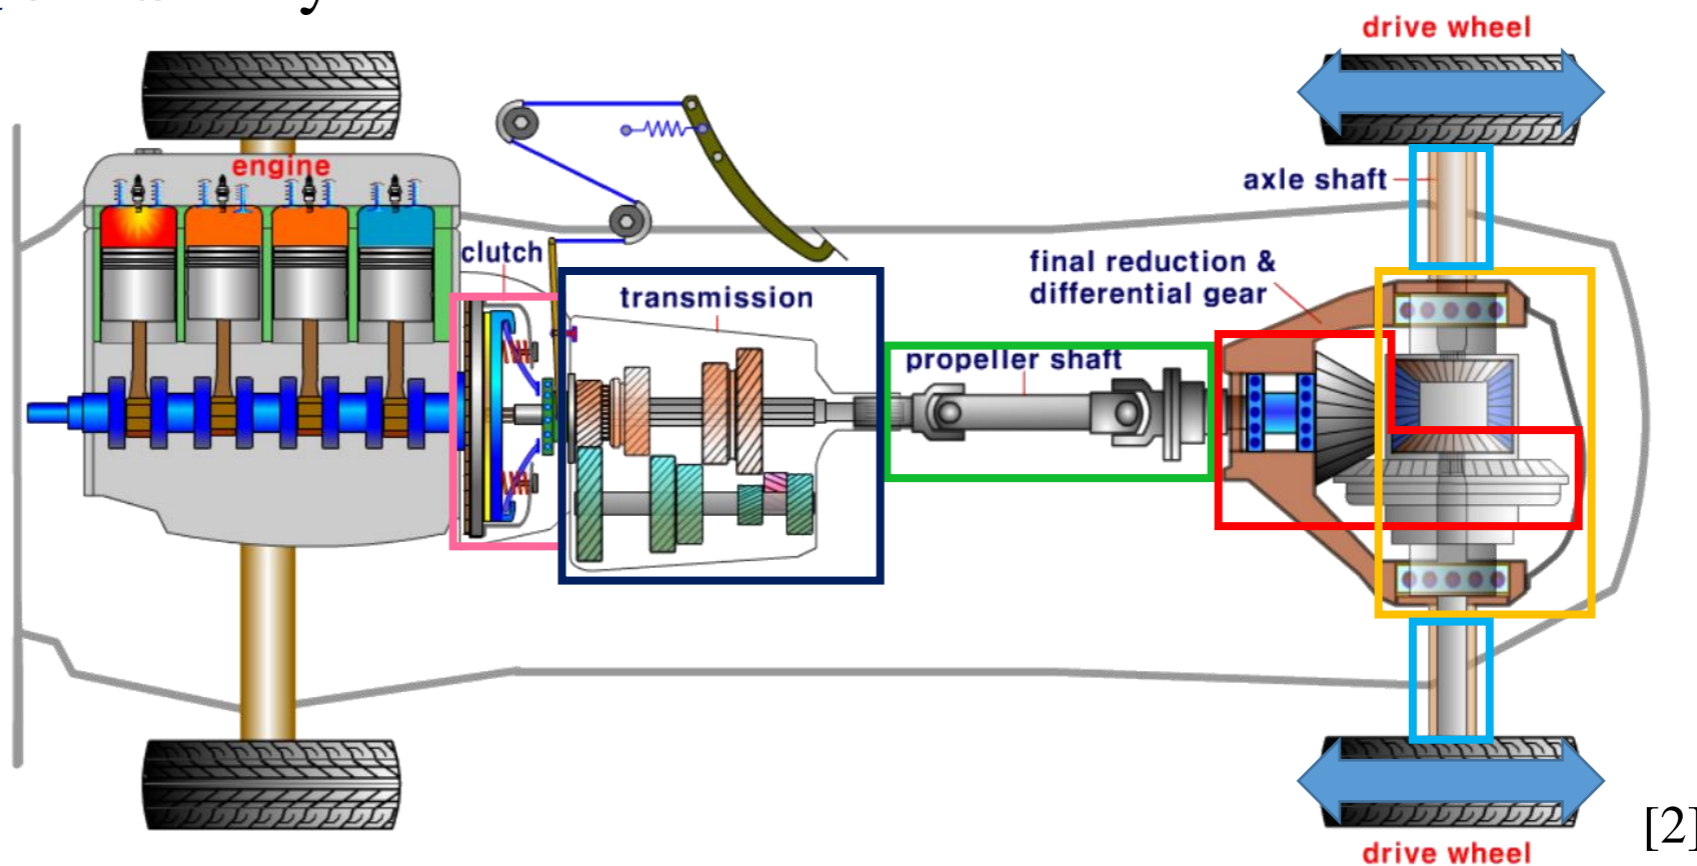 drive wheel
engine
axle shaft
clutch
final reduction &
differential gear
transmission
propeller shaft
[2]
drive wheel